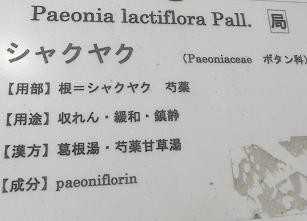 Paeonia lactiflora Pall. 局
シャクヤク (Paeoniaceae ボタン科)
【用部】根＝シャクヤク 芍薬
【用途】収れん・緩和・鎮静
【漢方】葛根湯・芍薬甘草湯
【成分】paeoniflorin